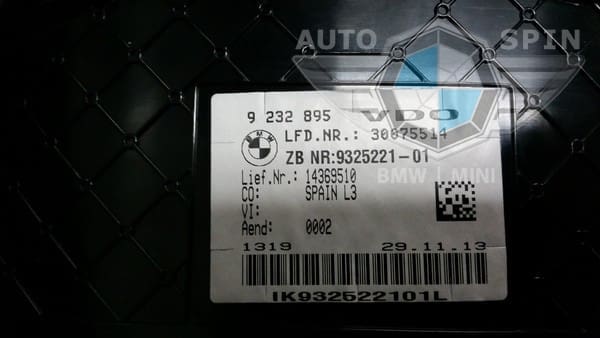 AUTO SPIN
9 232 895 VDO
BMW
LFD.NR.: 30875514
ZB NR:9325221-01
BMW | MINI
Lief.Nr.: 14369510
CO: SPAIN L3
VI:
Aend: 0002
1319 29.11.13
IK932522101L